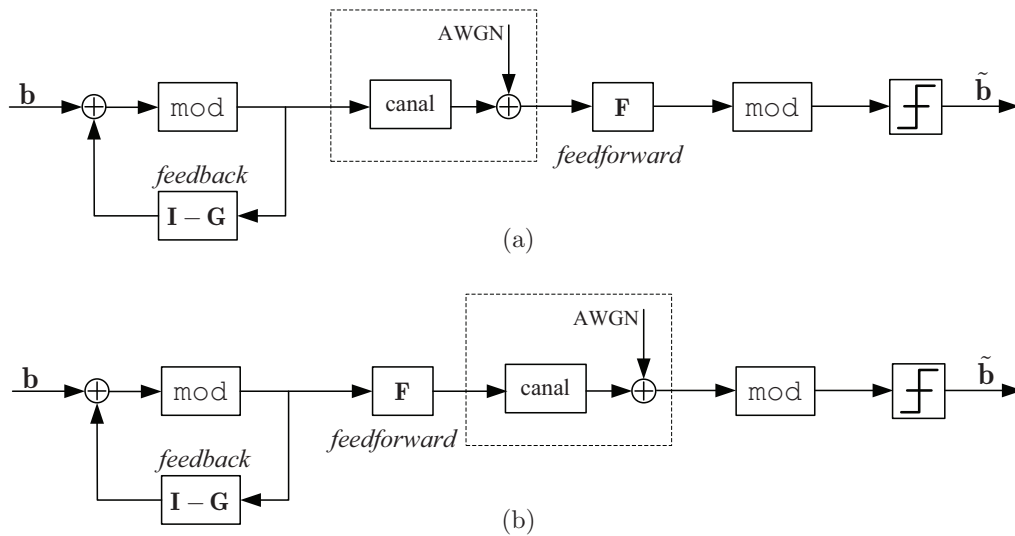 AWGN
b
mod
canal
F
mod
b̃
feedforward
feedback
I − G
(a)
AWGN
b
mod
F
canal
mod
b̃
feedforward
feedback
I − G
(b)